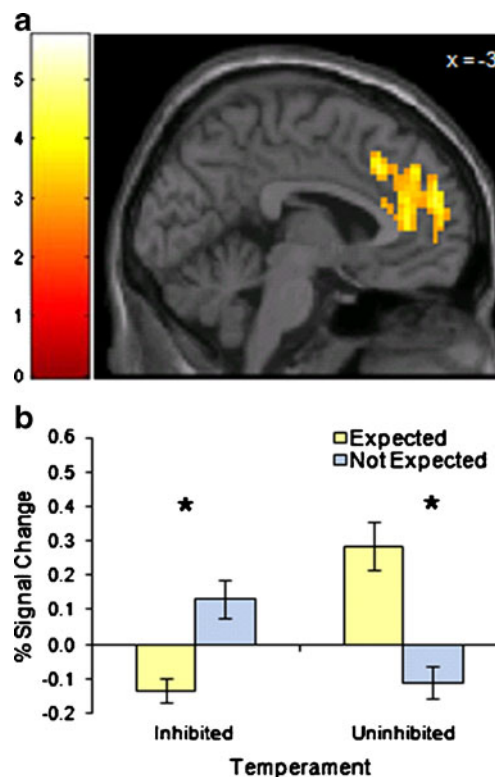 a
x = -3
5
4
3
2
1
0
b
Expected
Not Expected
0.6
0.5
0.4
0.3
0.2
0.1
0.0
-0.1
-0.2
% Signal Change
*
*
Inhibited
Uninhibited
Temperament